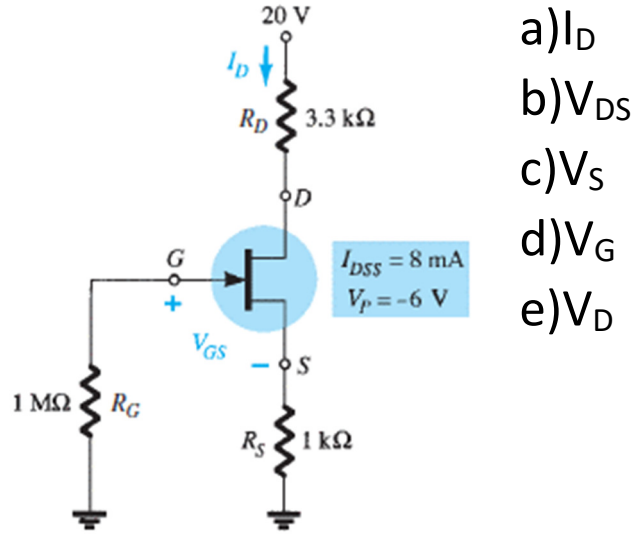 20 V
I_D
R_D 3.3 kΩ
D
G
+
V_GS
−
S
I_DSS = 8 mA
V_P = -6 V
1 MΩ R_G
R_S 1 kΩ
a)I_D
b)V_DS
c)V_S
d)V_G
e)V_D